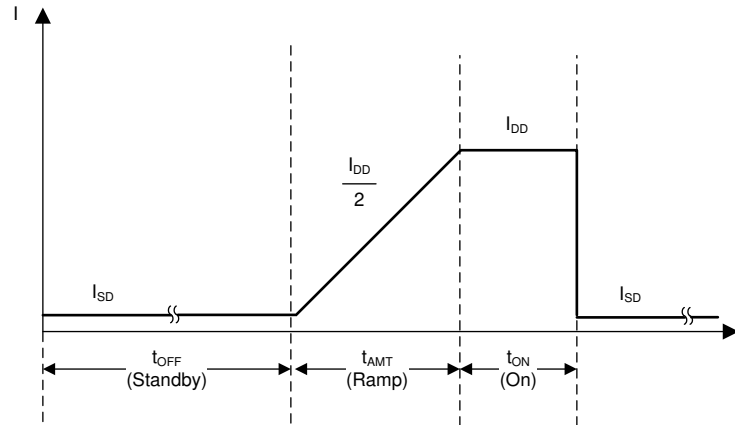 I
I_DD
I_DD
2
I_SD
I_SD
t_OFF
(Standby)
t_AMT
(Ramp)
t_ON
(On)